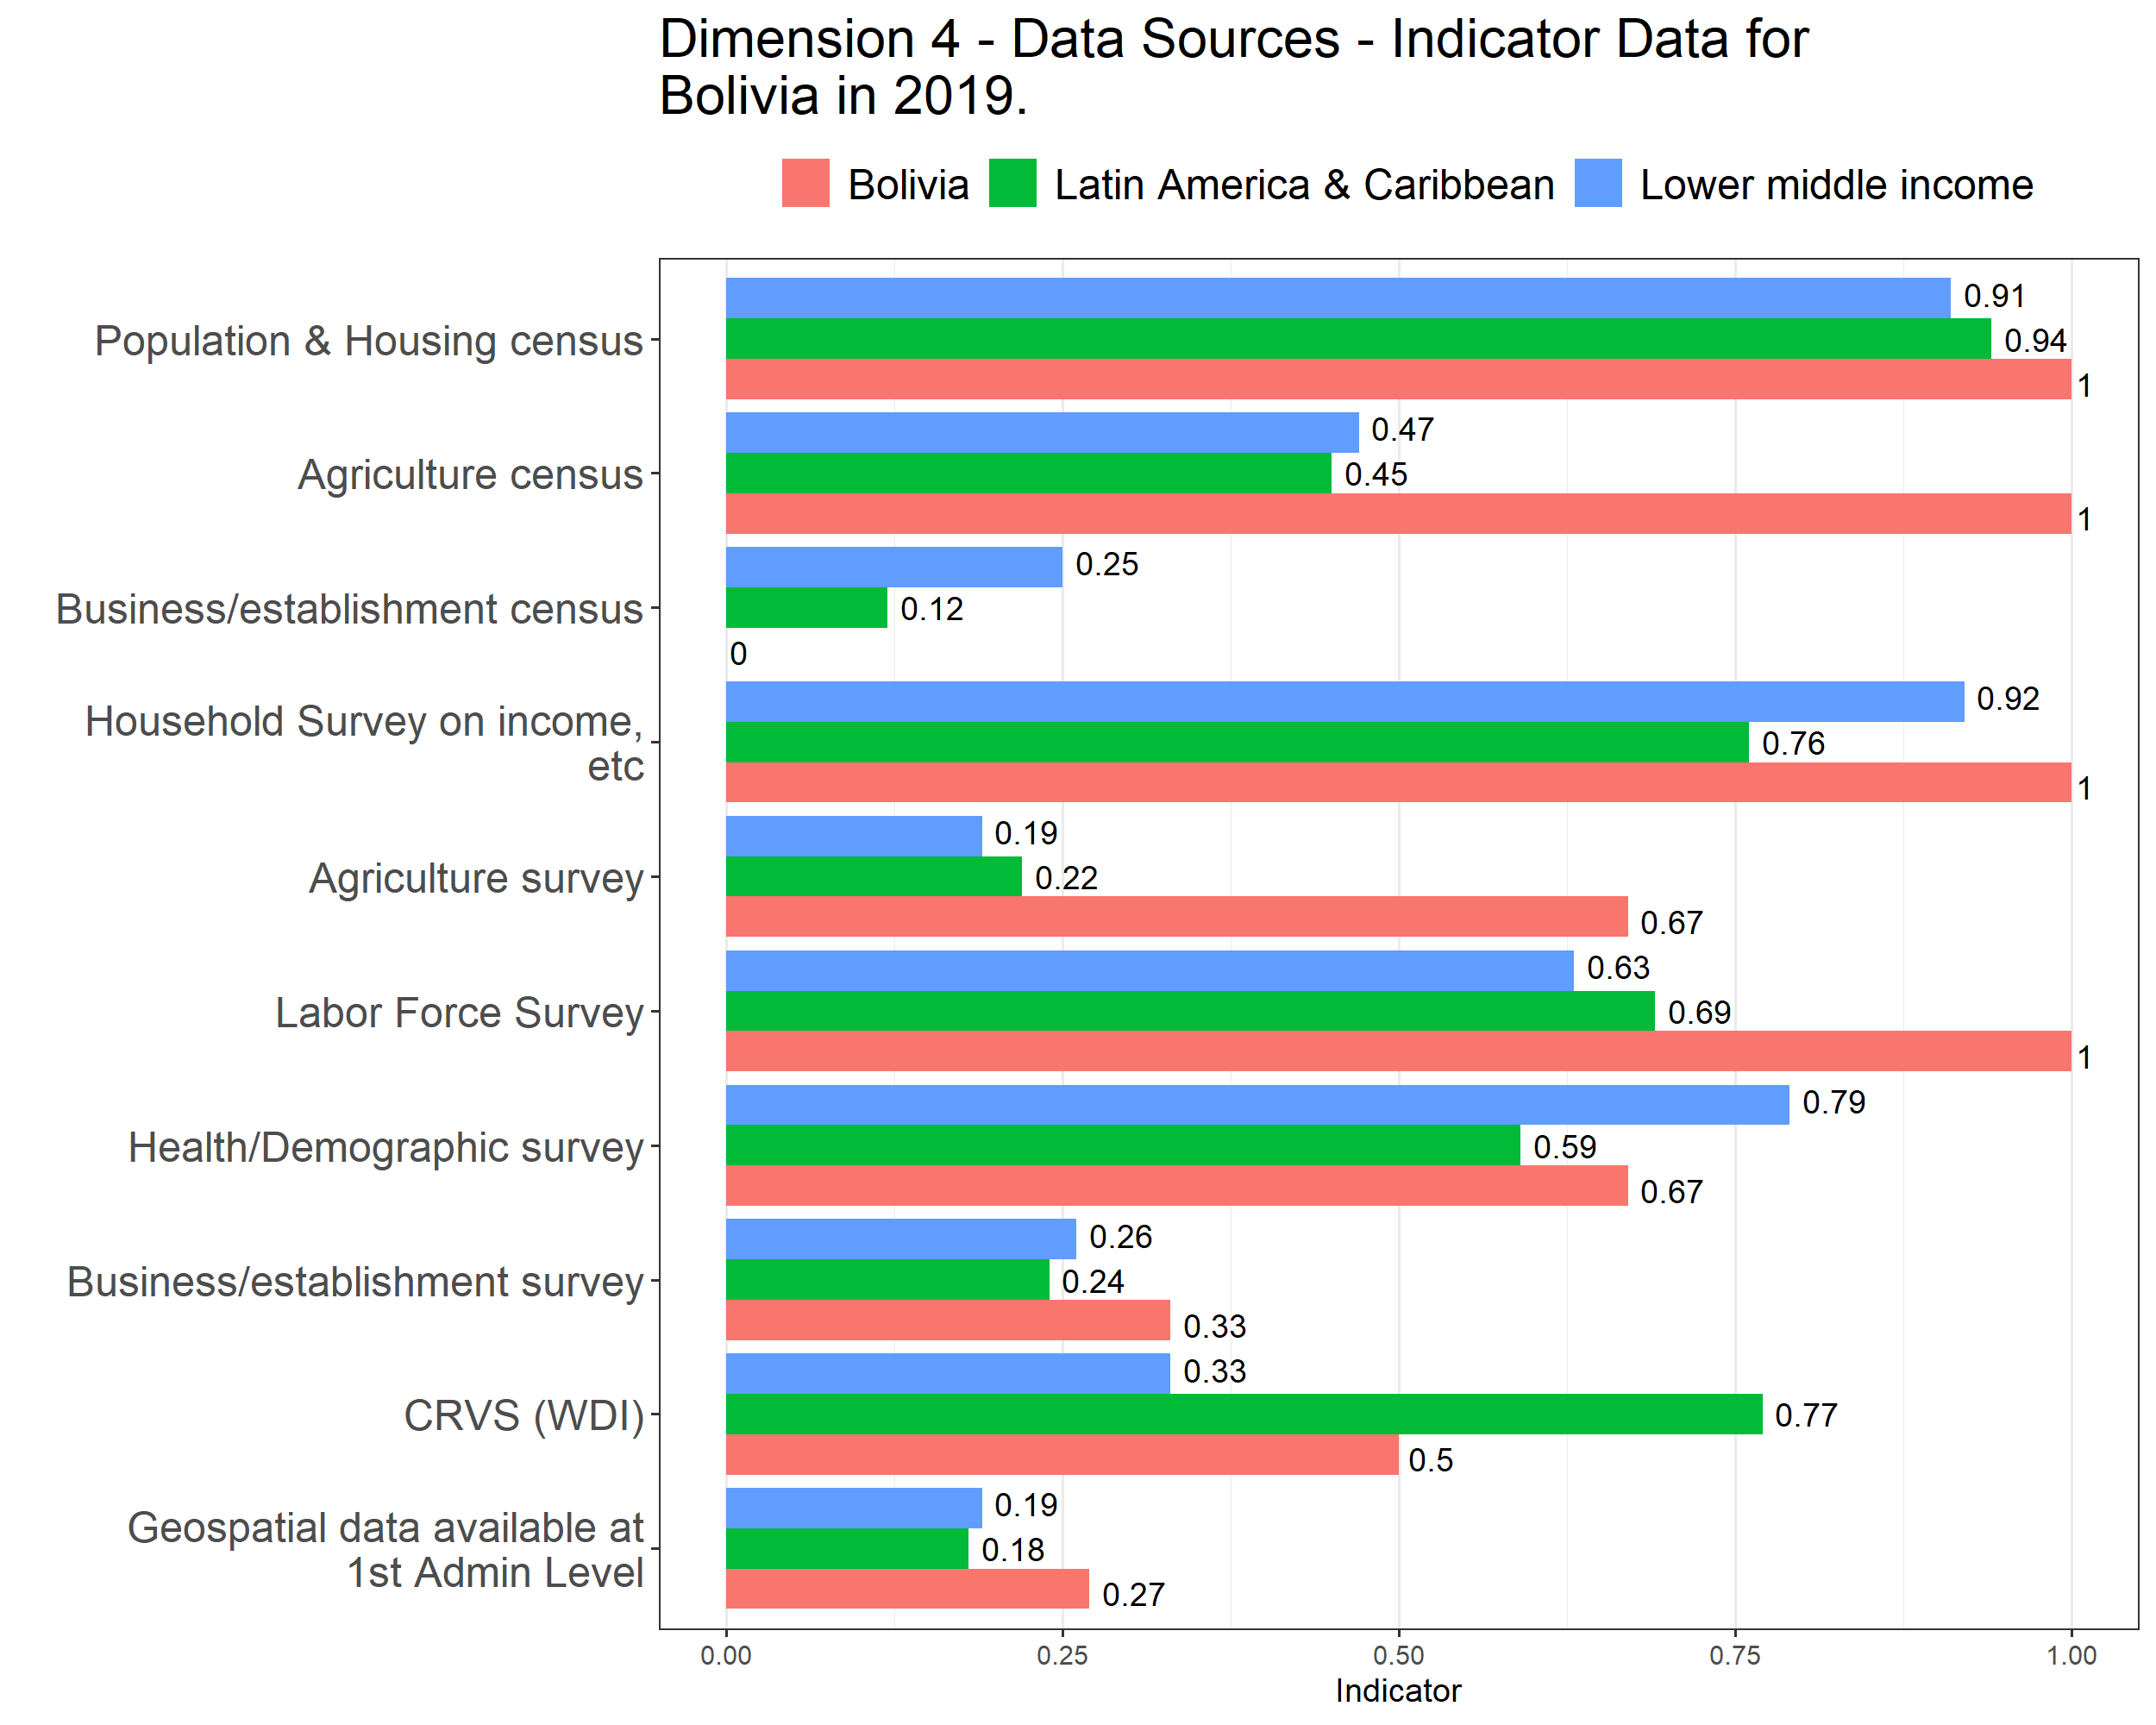 Dimension 4 - Data Sources - Indicator Data for
Bolivia in 2019.
Bolivia
Latin America & Caribbean
Lower middle income
Population & Housing census
0.91
0.94
1
Agriculture census
0.47
0.45
1
Business/establishment census
0.25
0.12
0
Household Survey on income,
etc
0.92
0.76
1
Agriculture survey
0.19
0.22
0.67
Labor Force Survey
0.63
0.69
1
Health/Demographic survey
0.79
0.59
0.67
Business/establishment survey
0.26
0.24
0.33
CRVS (WDI)
0.33
0.77
0.5
Geospatial data available at
1st Admin Level
0.19
0.18
0.27
0.00
0.25
0.50
0.75
1.00
Indicator